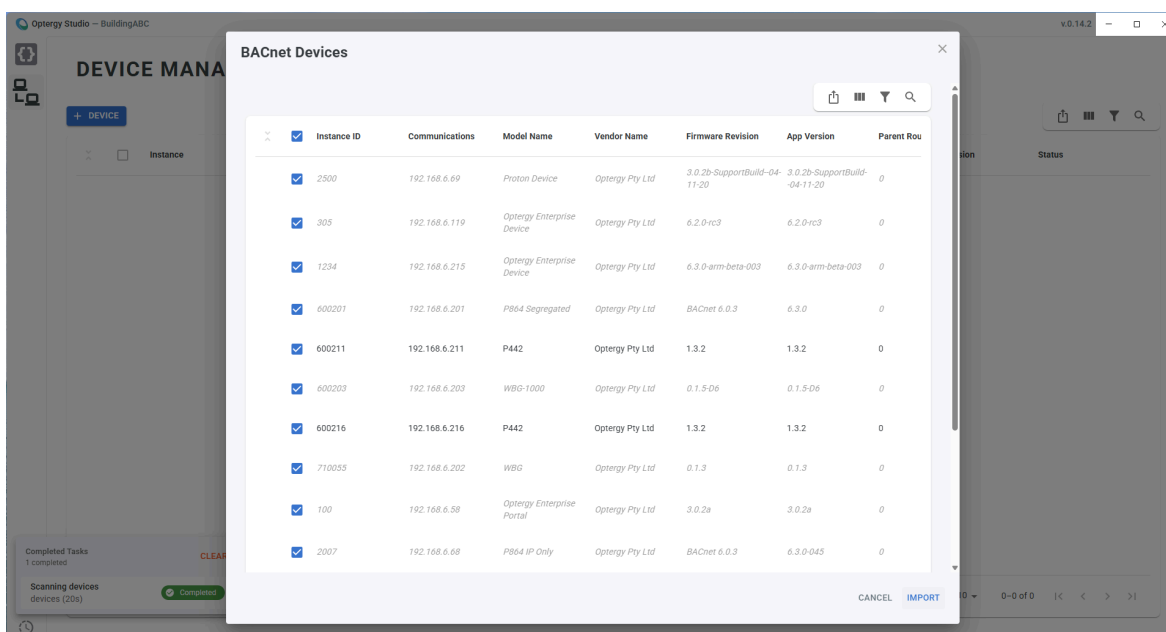 Optergy Studio — BuildingABC
v.0.14.2
BACnet Devices
DEVICE MANA
+ DEVICE
Instance
sion
Status
Instance ID Communications Model Name Vendor Name Firmware Revision App Version Parent Rou
2500 192.168.6.69 Proton Device Optergy Pty Ltd 3.0.2b-SupportBuild--04- 3.0.2b-SupportBuild- 0
11-20 -04-11-20
305 192.168.6.119 Optergy Enterprise Optergy Pty Ltd 6.2.0-rc3 6.2.0-rc3 0
Device
1234 192.168.6.215 Optergy Enterprise Optergy Pty Ltd 6.3.0-arm-beta-003 6.3.0-arm-beta-003 0
Device
600201 192.168.6.201 P864 Segregated Optergy Pty Ltd BACnet 6.0.3 6.3.0 0
600211 192.168.6.211 P442 Optergy Pty Ltd 1.3.2 1.3.2 0
600203 192.168.6.203 WBG-1000 Optergy Pty Ltd 0.1.5-D6 0.1.5-D6 0
600216 192.168.6.216 P442 Optergy Pty Ltd 1.3.2 1.3.2 0
710055 192.168.6.202 WBG Optergy Pty Ltd 0.1.3 0.1.3 0
100 192.168.6.58 Optergy Enterprise Optergy Pty Ltd 3.0.2a 3.0.2a 0
Portal
2007 192.168.6.68 P864 IP Only Optergy Pty Ltd BACnet 6.0.3 6.3.0-045 0
Completed Tasks
1 completed
CLEAR
Scanning devices
devices (20s)
Completed
CANCEL IMPORT
10
0–0 of 0